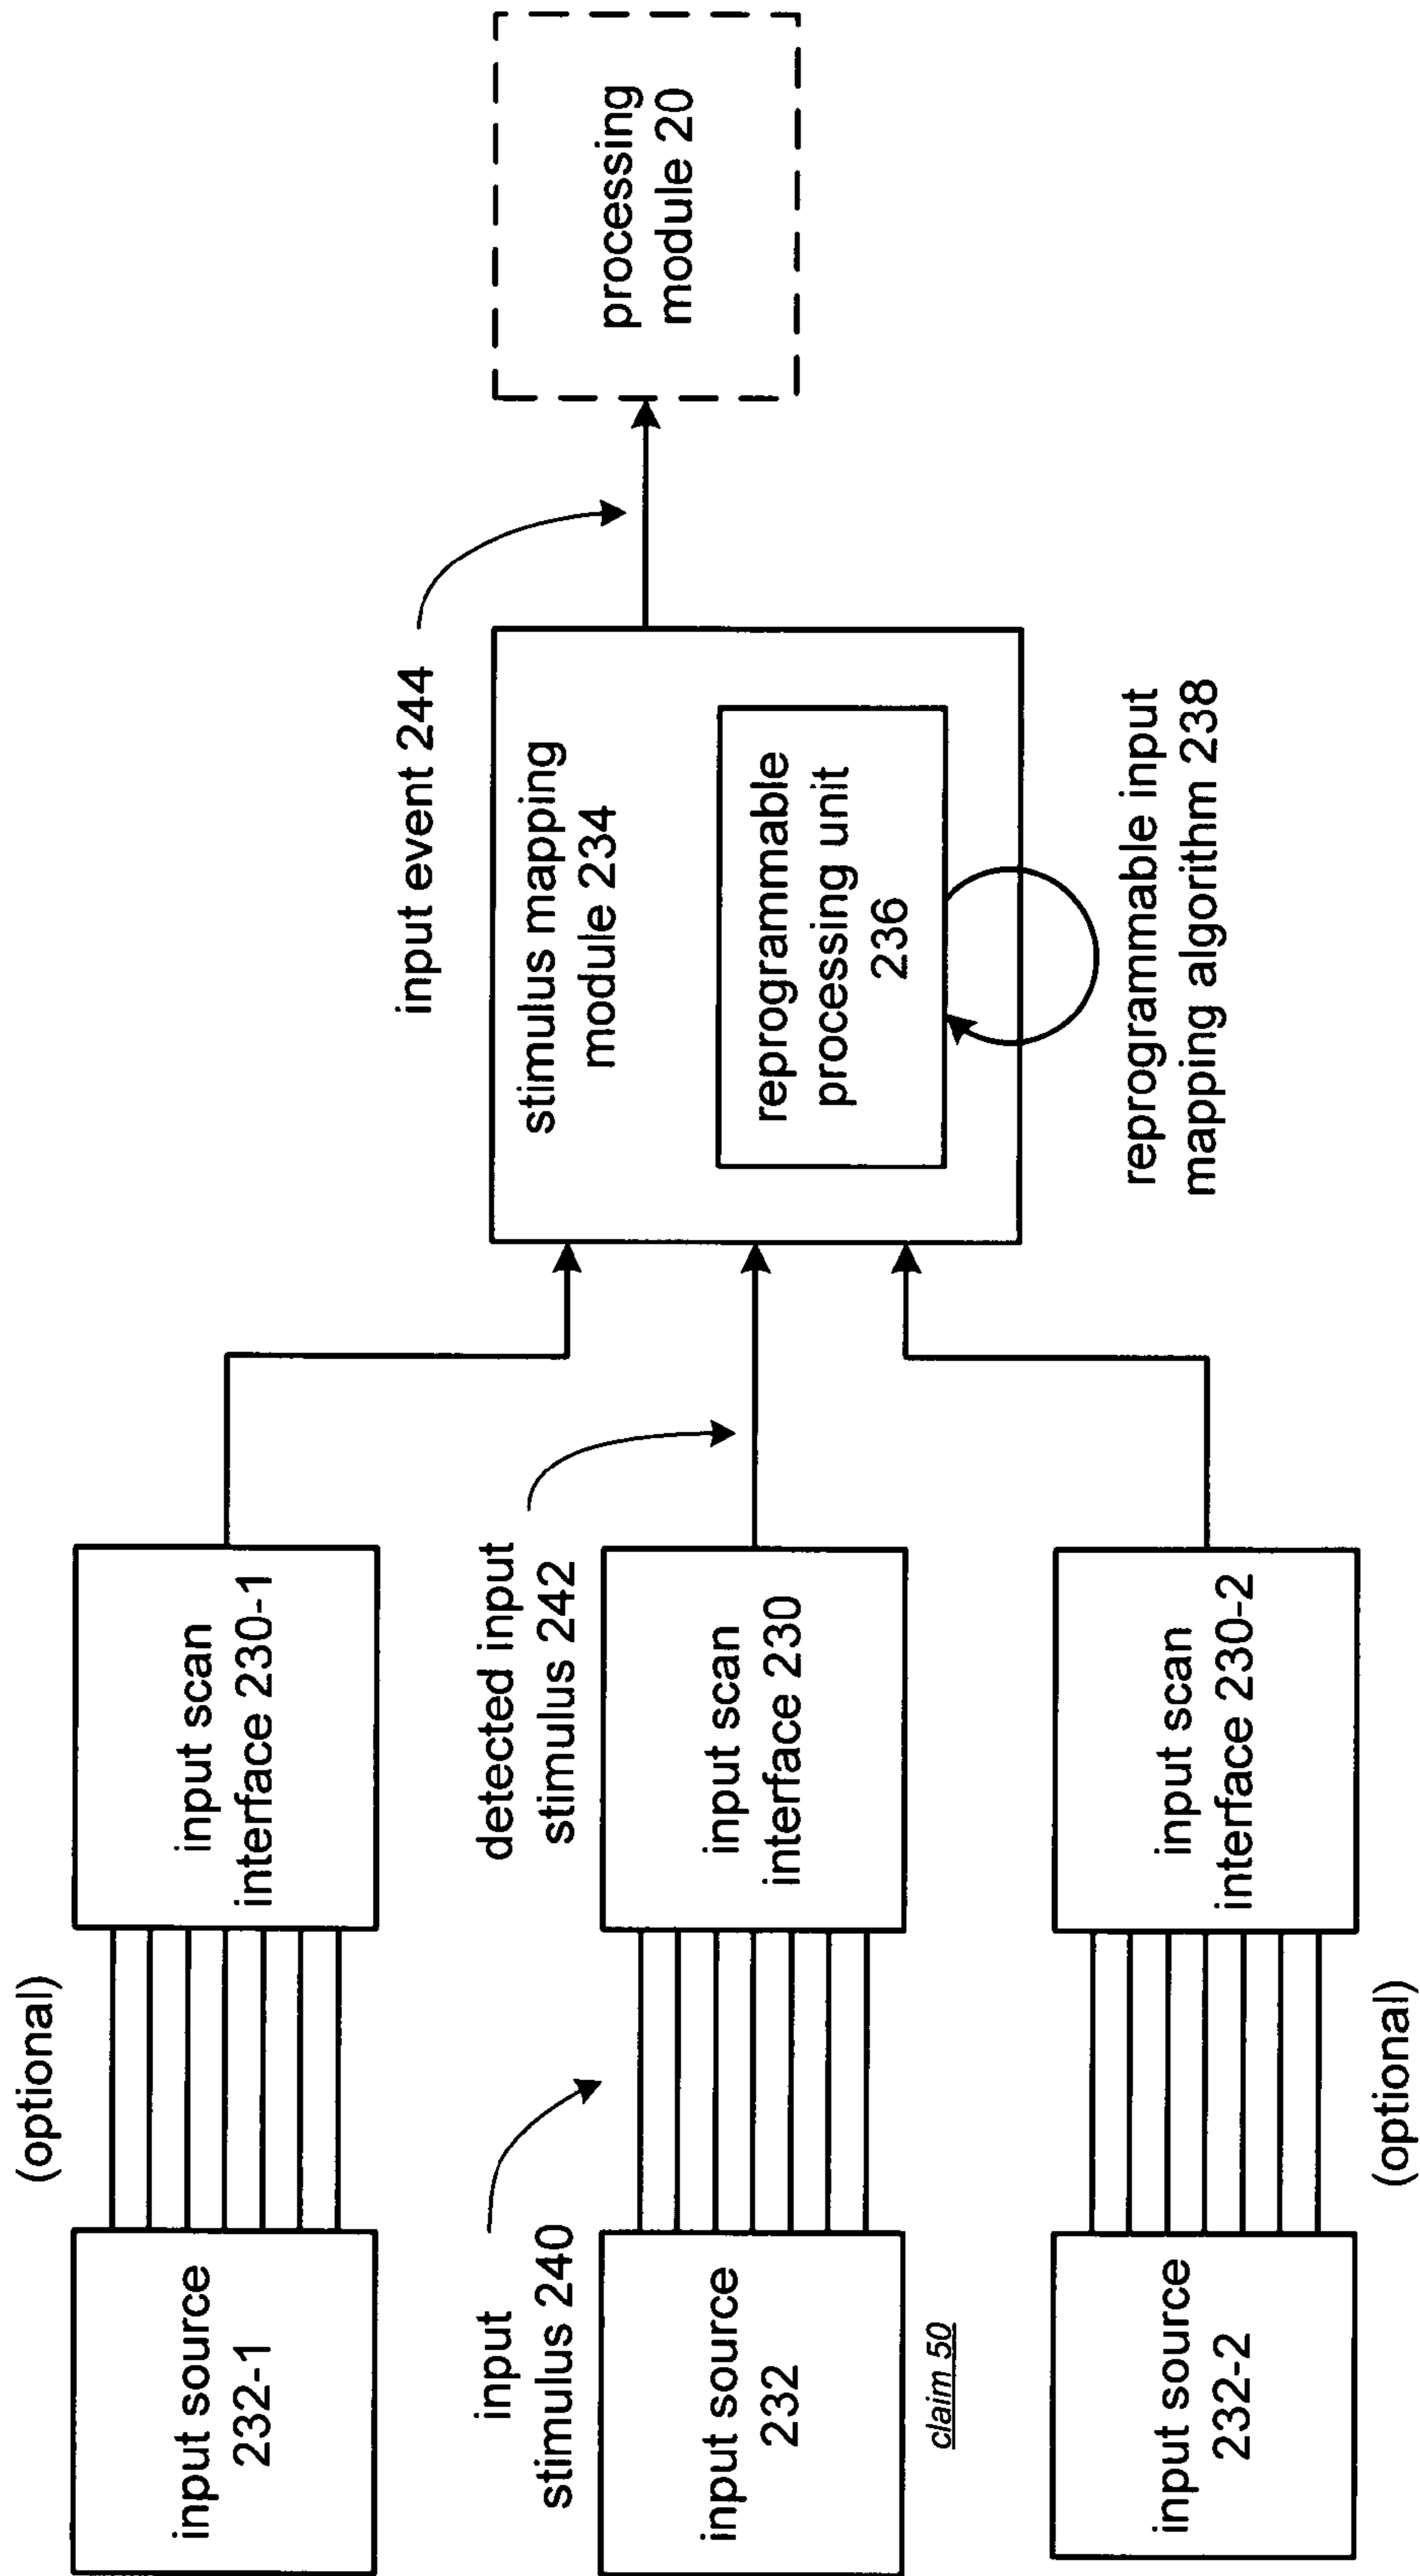 (optional)
input source
232-1
input scan
interface 230-1
input
stimulus 240
detected input
stimulus 242
input event 244
input source
232
input scan
interface 230
stimulus mapping
module 234
reprogrammable
processing unit
236
processing
module 20
claim 50
reprogrammable input
mapping algorithm 238
input source
232-2
input scan
interface 230-2
(optional)